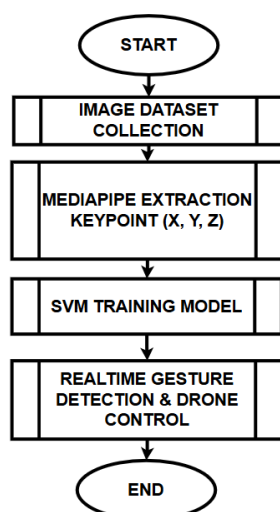 START
IMAGE DATASET
COLLECTION
MEDIAPIPE EXTRACTION
KEYPOINT (X, Y, Z)
SVM TRAINING MODEL
REALTIME GESTURE
DETECTION & DRONE
CONTROL
END